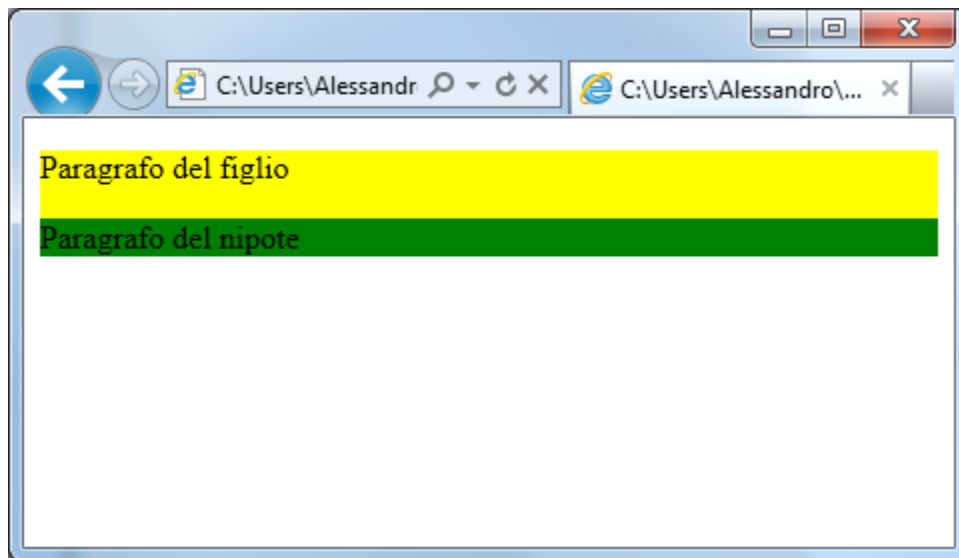 C:\Users\Alessandr
C:\Users\Alessandro\...
Paragrafo del figlio
Paragrafo del nipote